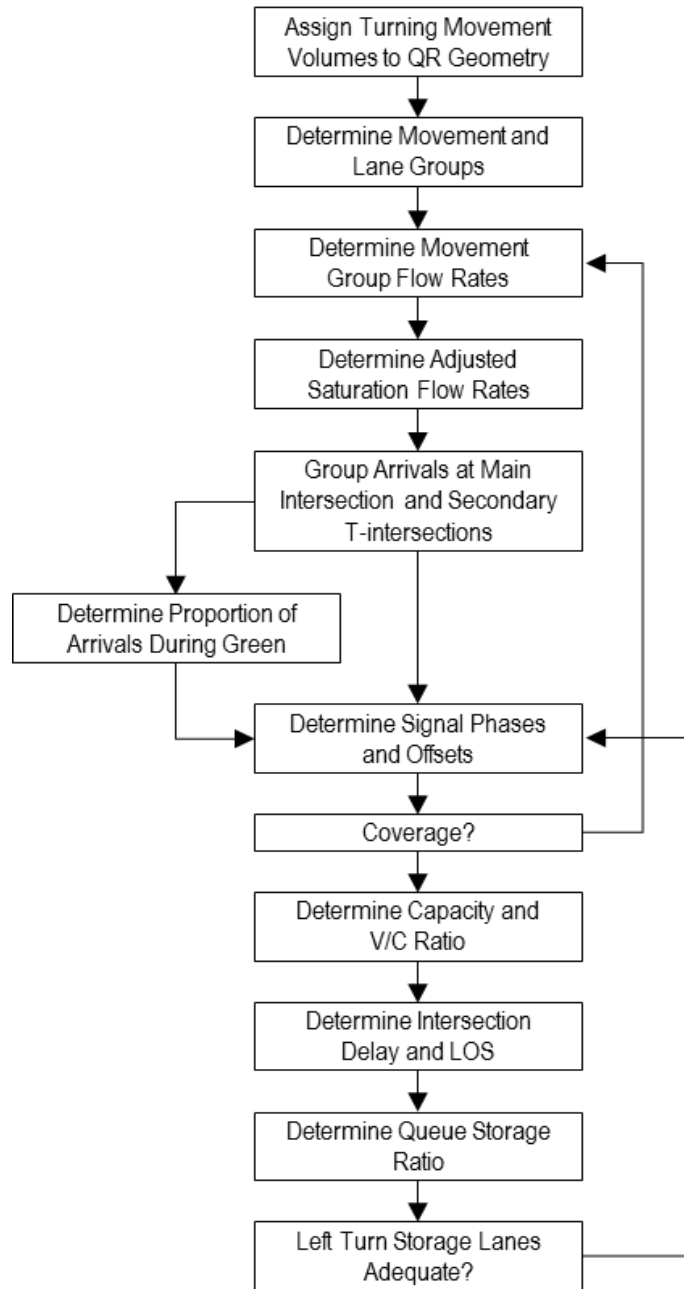 Assign Turning Movement
Volumes to QR Geometry
Determine Movement and
Lane Groups
Determine Movement
Group Flow Rates
Determine Adjusted
Saturation Flow Rates
Group Arrivals at Main
Intersection and Secondary
T-intersections
Determine Proportion of
Arrivals During Green
Determine Signal Phases
and Offsets
Coverage?
Determine Capacity and
V/C Ratio
Determine Intersection
Delay and LOS
Determine Queue Storage
Ratio
Left Turn Storage Lanes
Adequate?